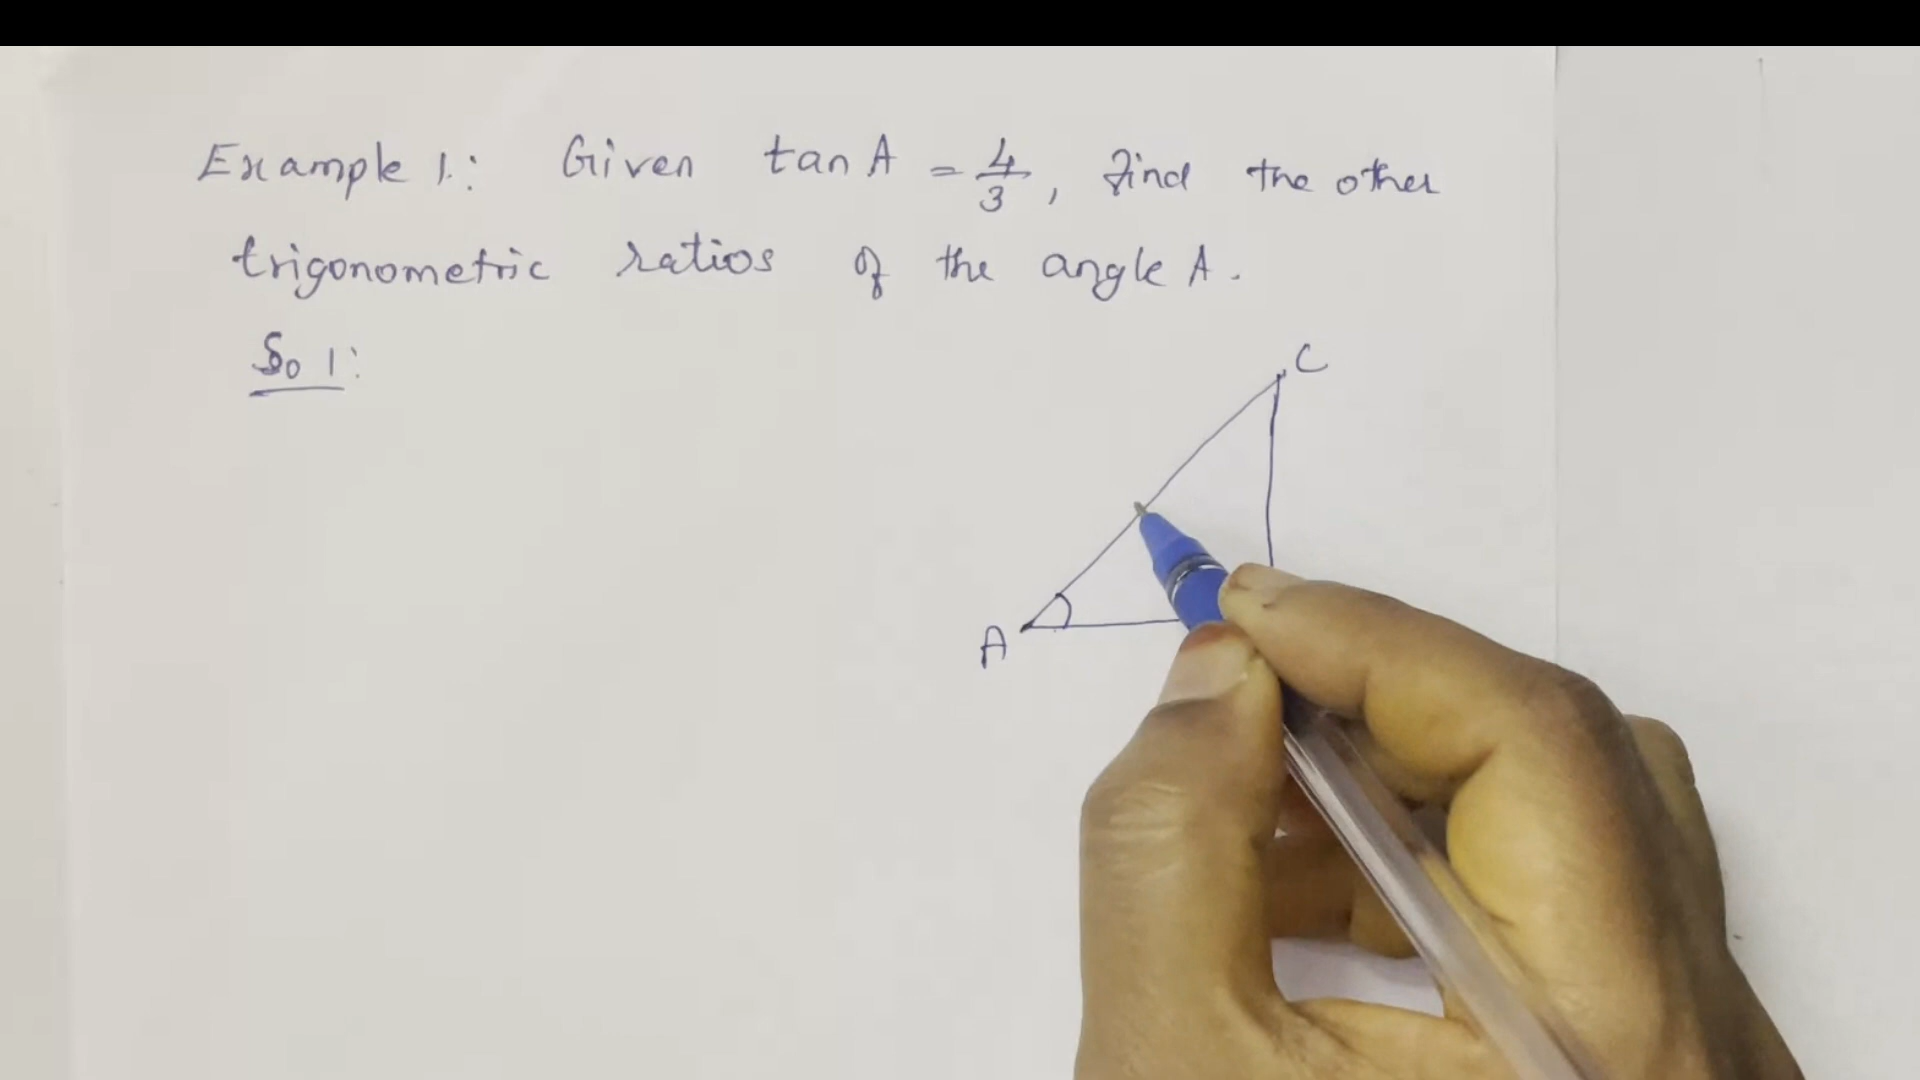 Example 1.: Given tan A = 4/3, find the other
trigonometric ratios of the angle A.
Sol:
C
A